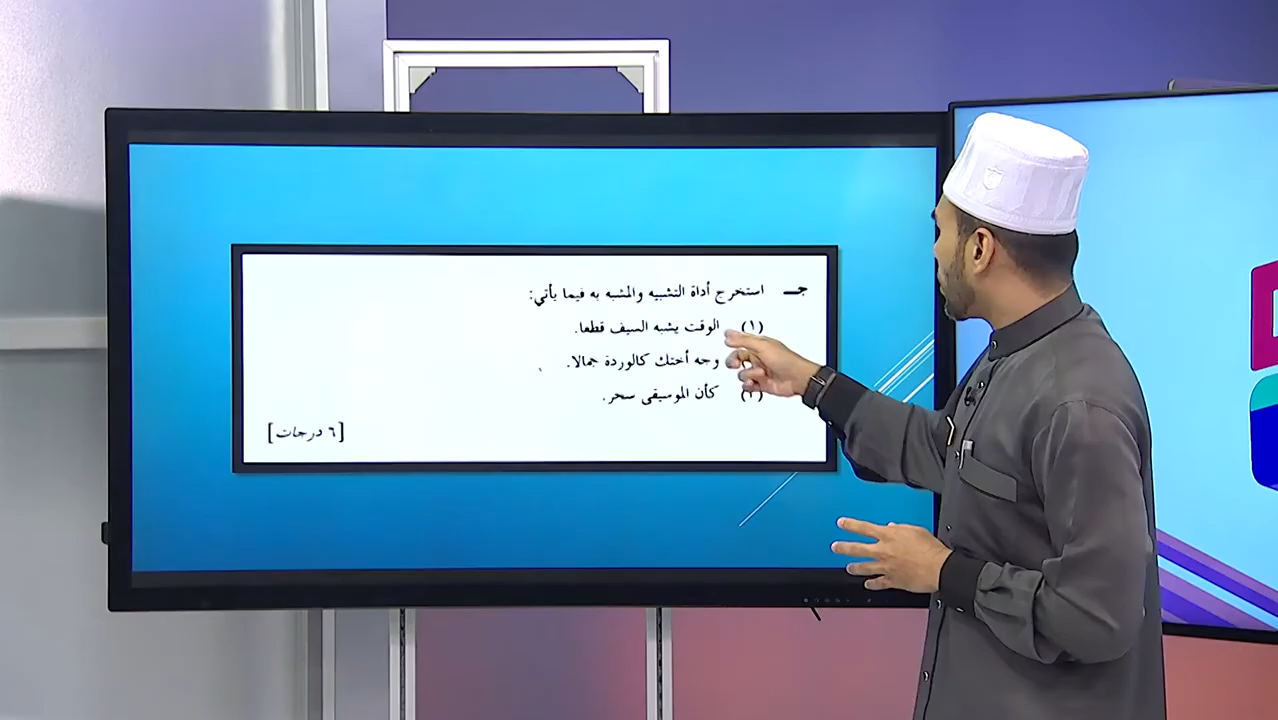 جـ استخرج أداة التشبيه والمشبه به فيما يأتي:
(١) الوقت يشبه السيف قطعا.
وجه أختك كالوردة جمالا.
(٣) كأن الموسيقى سحر.
[٦ درجات]